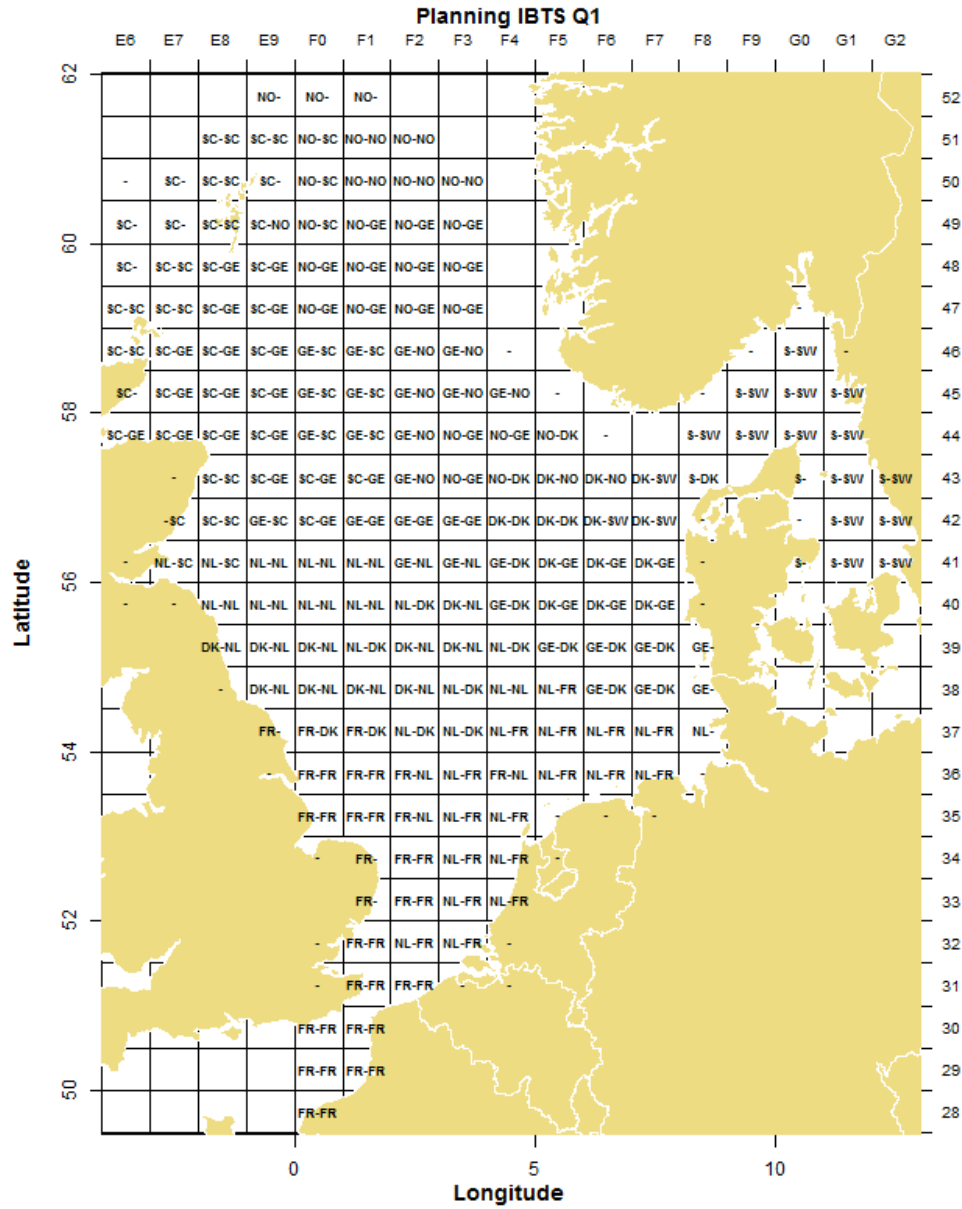 Planning IBTS Q1
E6 E7 E8 E9 F0 F1 F2 F3 F4 F5 F6 F7 F8 F9 G0 G1 G2
62
NO- NO- NO- 52
SC-SC SC-SC NO-SC NO-NO NO-NO 51
- SC- SC-SC SC- NO-SC NO-NO NO-NO NO-NO 50
SC- SC- SC-SC SC-NO NO-SC NO-GE NO-GE NO-GE 49
60
SC- SC-SC SC-GE SC-GE NO-GE NO-GE NO-GE NO-GE 48
SC-SC SC-SC SC-GE SC-GE NO-GE NO-GE NO-GE NO-GE - 47
SC-SC SC-GE SC-GE SC-GE GE-SC GE-SC GE-NO GE-NO - - S-SW - 46
SC- SC-GE SC-GE SC-GE GE-SC GE-SC GE-NO GE-NO GE-NO - - S-SW S-SW S-SW 45
58
SC-GE SC-GE SC-GE SC-GE GE-SC GE-SC GE-NO NO-GE NO-GE NO-DK - S-SW S-SW S-SW S-SW 44
- SC-SC SC-GE SC-GE SC-GE GE-NO GE-NO NO-DK DK-NO DK-NO DK-SW S-DK S- S-SW S-SW 43
-SC SC-SC GE-SC SC-GE GE-GE GE-GE GE-GE DK-DK DK-DK DK-SW DK-SW - - S-SW S-SW 42
- NL-SC NL-SC NL-NL NL-NL NL-NL GE-NL GE-NL GE-DK DK-GE DK-GE DK-GE - S- S-SW S-SW 41
56
- - NL-NL NL-NL NL-NL NL-NL NL-DK DK-NL GE-DK DK-GE DK-GE DK-GE - 40
DK-NL DK-NL DK-NL NL-DK DK-NL DK-NL NL-DK GE-DK GE-DK GE-DK GE- 39
- DK-NL DK-NL DK-NL DK-NL NL-DK NL-NL NL-FR GE-DK GE-DK GE- 38
FR- FR-DK FR-DK NL-DK NL-DK NL-FR NL-FR NL-FR NL-FR NL- 37
54
- FR-FR FR-FR FR-NL NL-FR FR-NL NL-FR NL-FR NL-FR - 36
FR-FR FR-FR FR-NL NL-FR NL-FR - - - 35
- FR- FR-FR NL-FR NL-FR - 34
FR- FR-FR NL-FR NL-FR 33
52
- FR-FR NL-FR NL-FR - 32
- FR-FR FR-FR - - 31
FR-FR FR-FR 30
FR-FR FR-FR 29
50
FR-FR 28
0 5 10
Longitude
Latitude